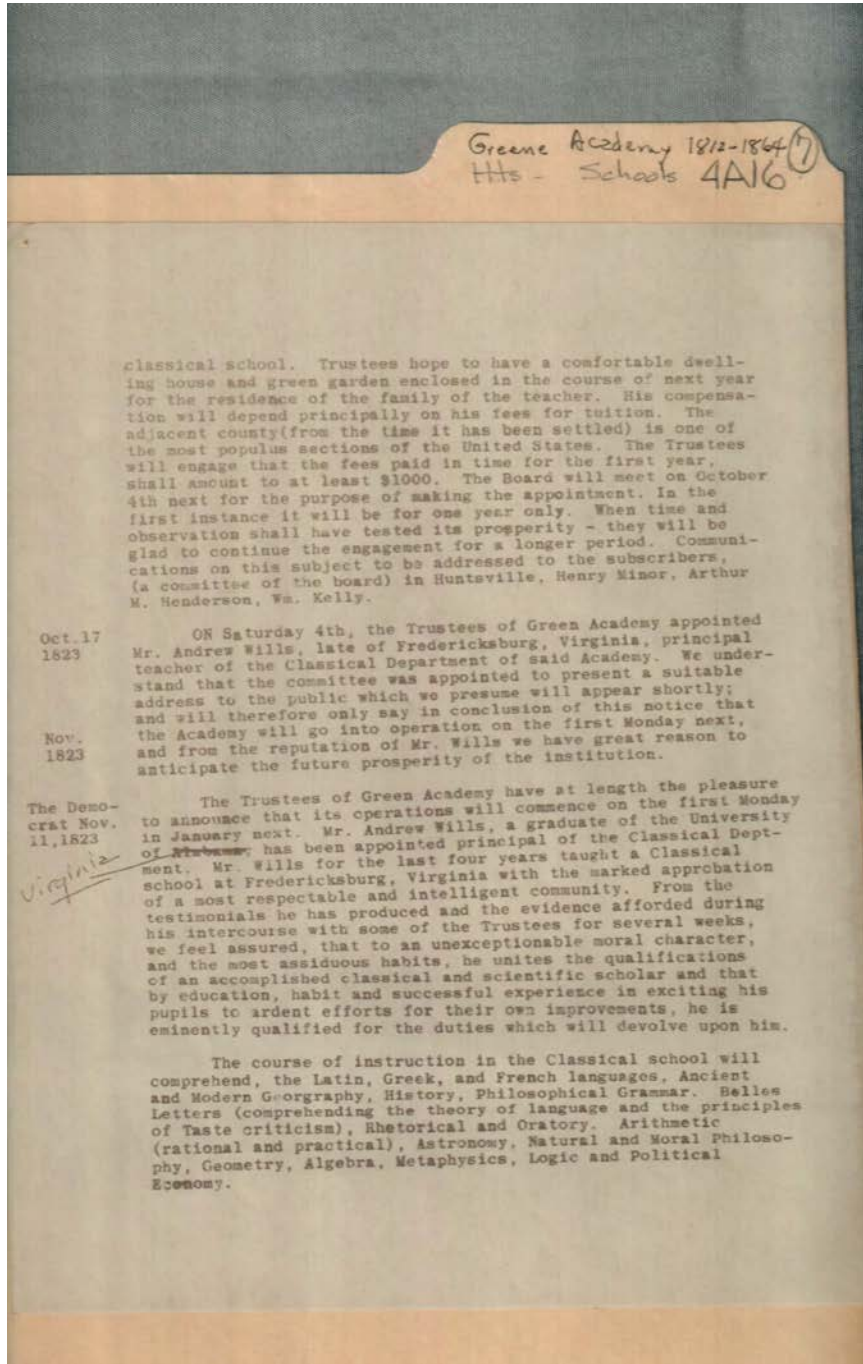 Greene Academy 1812-1864 7
Hts - Schools 4A16
classical school. Trustees hope to have a comfortable dwell-
ing house and green garden enclosed in the course of next year
for the residence of the family of the teacher. His compensa-
tion will depend principally on his fees for tuition. The
adjacent county(from the time it has been settled) is one of
the most populus sections of the United States. The Trustees
will engage that the fees paid in time for the first year,
shall amount to at least $1000. The Board will meet on October
4th next for the purpose of making the appointment. In the
first instance it will be for one year only. When time and
observation shall have tested its prosperity - they will be
glad to continue the engagement for a longer period. Communi-
cations on this subject to be addressed to the subscribers,
(a committee of the board) in Huntsville, Henry Minor, Arthur
M. Henderson, Wm. Kelly.
Oct.17
1823
ON Saturday 4th, the Trustees of Green Academy appointed
Mr. Andrew Wills, late of Fredericksburg, Virginia, principal
teacher of the Classical Department of said Academy. We under-
stand that the committee was appointed to present a suitable
address to the public which we presume will appear shortly;
and will therefore only say in conclusion of this notice that
the Academy will go into operation on the first Monday next,
and from the reputation of Mr. Wills we have great reason to
anticipate the future prosperity of the institution.
Nov.
1823
The Demo-
crat Nov.
11,1823
Virginia
The Trustees of Green Academy have at length the pleasure
to announce that its operations will commence on the first Monday
in January next. Mr. Andrew Wills, a graduate of the University
of Alabama, has been appointed principal of the Classical Dept-
ment. Mr. Wills for the last four years taught a Classical
school at Fredericksburg, Virginia with the marked approbation
of a most respectable and intelligent community. From the
testimonials he has produced and the evidence afforded during
his intercourse with some of the Trustees for several weeks,
we feel assured, that to an unexceptionable moral character,
and the most assiduous habits, he unites the qualifications
of an accomplished classical and scientific scholar and that
by education, habit and successful experience in exciting his
pupils to ardent efforts for their own improvements, he is
eminently qualified for the duties which will devolve upon him.
The course of instruction in the Classical school will
comprehend, the Latin, Greek, and French languages, Ancient
and Modern Georgraphy, History, Philosophical Grammar. Belles
Letters (comprehending the theory of language and the principles
of Taste criticism), Rhetorical and Oratory. Arithmetic
(rational and practical), Astronomy, Natural and Moral Philoso-
phy, Geometry, Algebra, Metaphysics, Logic and Political
Economy.